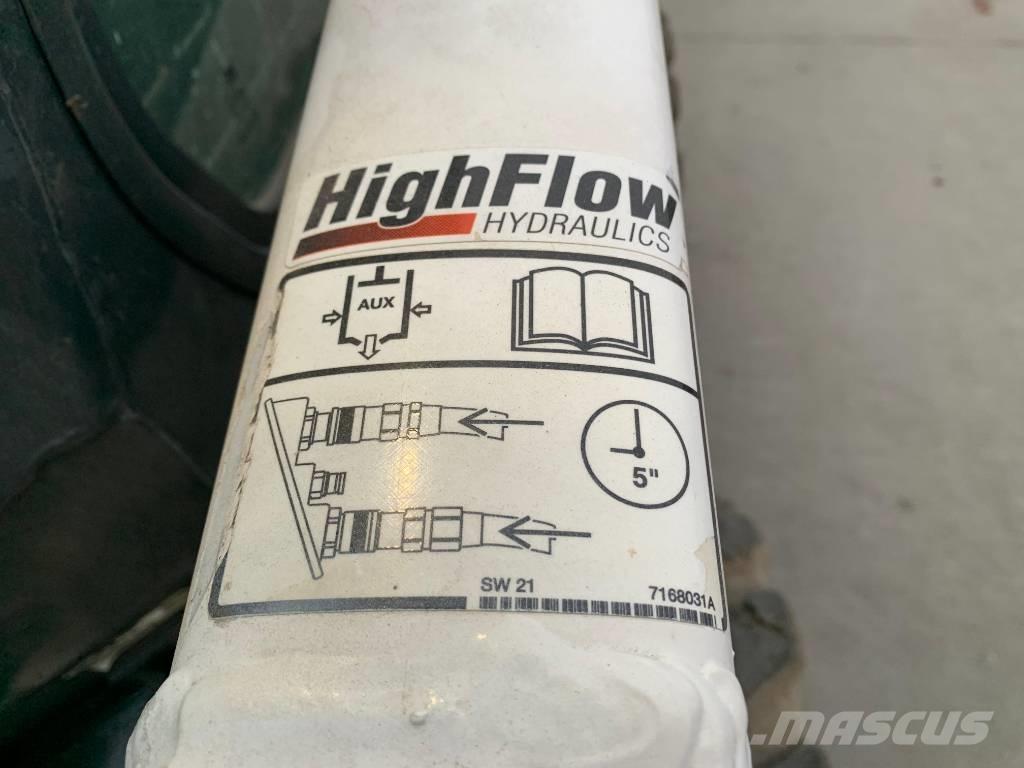 HighFlow
HYDRAULICS
AUX
5"
SW 21
7168031A
MASCUS